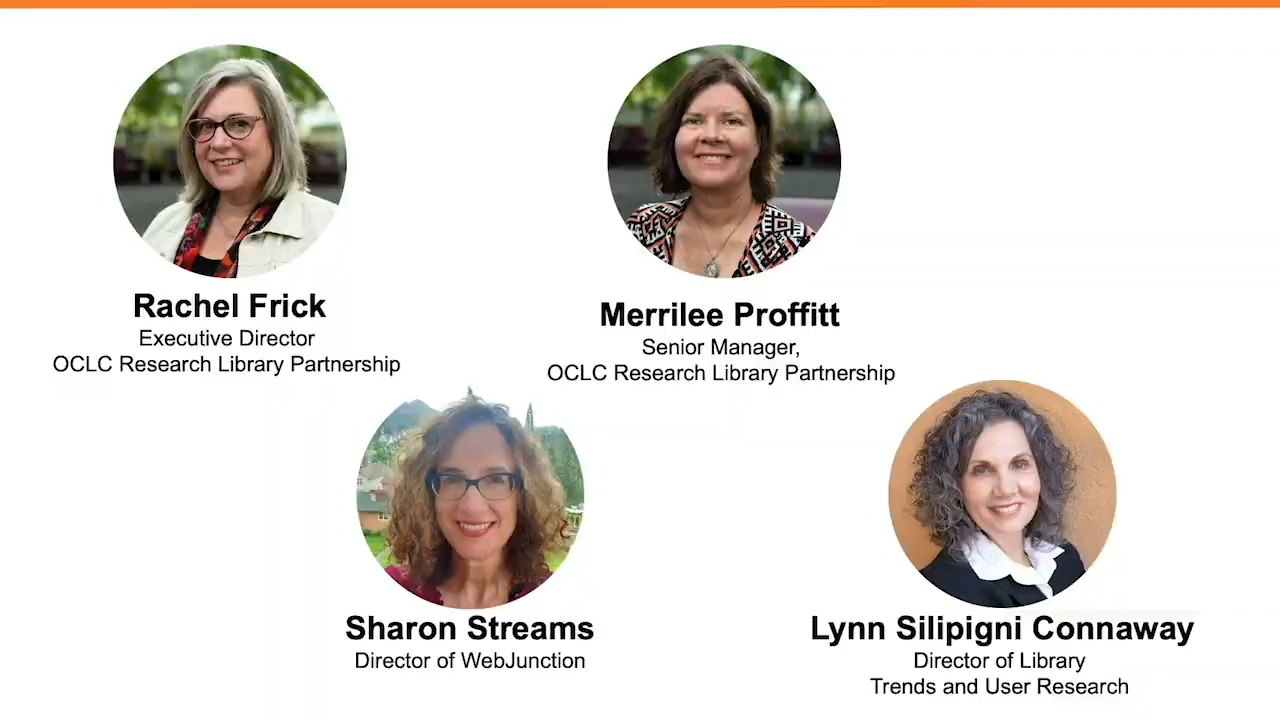 Rachel Frick
Executive Director
OCLC Research Library Partnership
Merrilee Proffitt
Senior Manager,
OCLC Research Library Partnership
Sharon Streams
Director of WebJunction
Lynn Silipigni Connaway
Director of Library
Trends and User Research